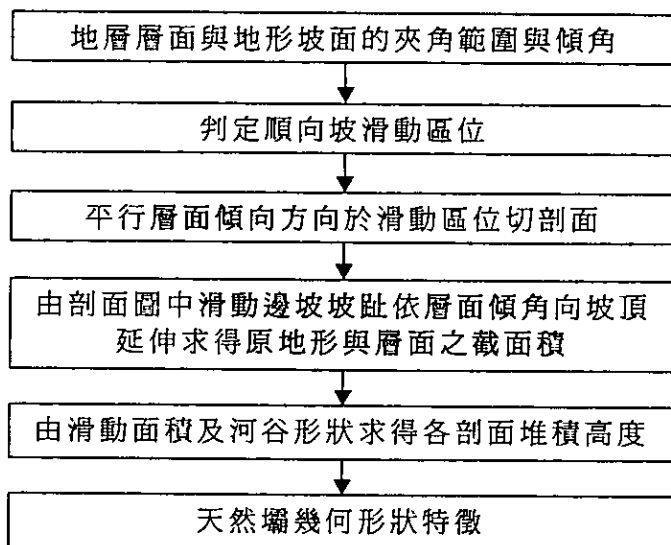 地層層面與地形坡面的夾角範圍與傾角
判定順向坡滑動區位
平行層面傾向方向於滑動區位切剖面
由剖面圖中滑動邊坡坡趾依層面傾角向坡頂
延伸求得原地形與層面之截面積
由滑動面積及河谷形狀求得各剖面堆積高度
天然壩幾何形狀特徵